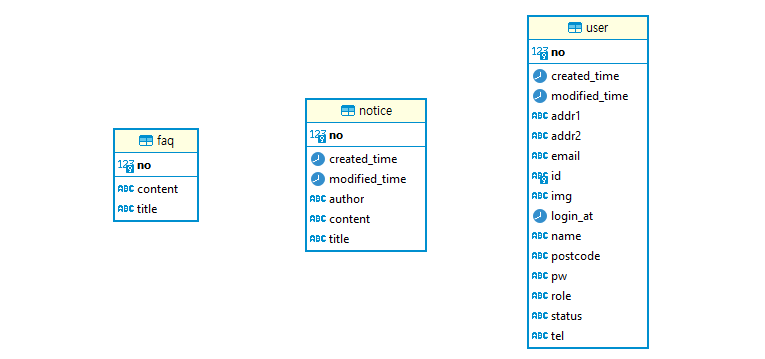 faq
123 no
ABC content
ABC title
notice
123 no
created_time
modified_time
ABC author
ABC content
ABC title
user
123 no
created_time
modified_time
ABC addr1
ABC addr2
ABC email
ABC id
ABC img
login_at
ABC name
ABC postcode
ABC pw
ABC role
ABC status
ABC tel